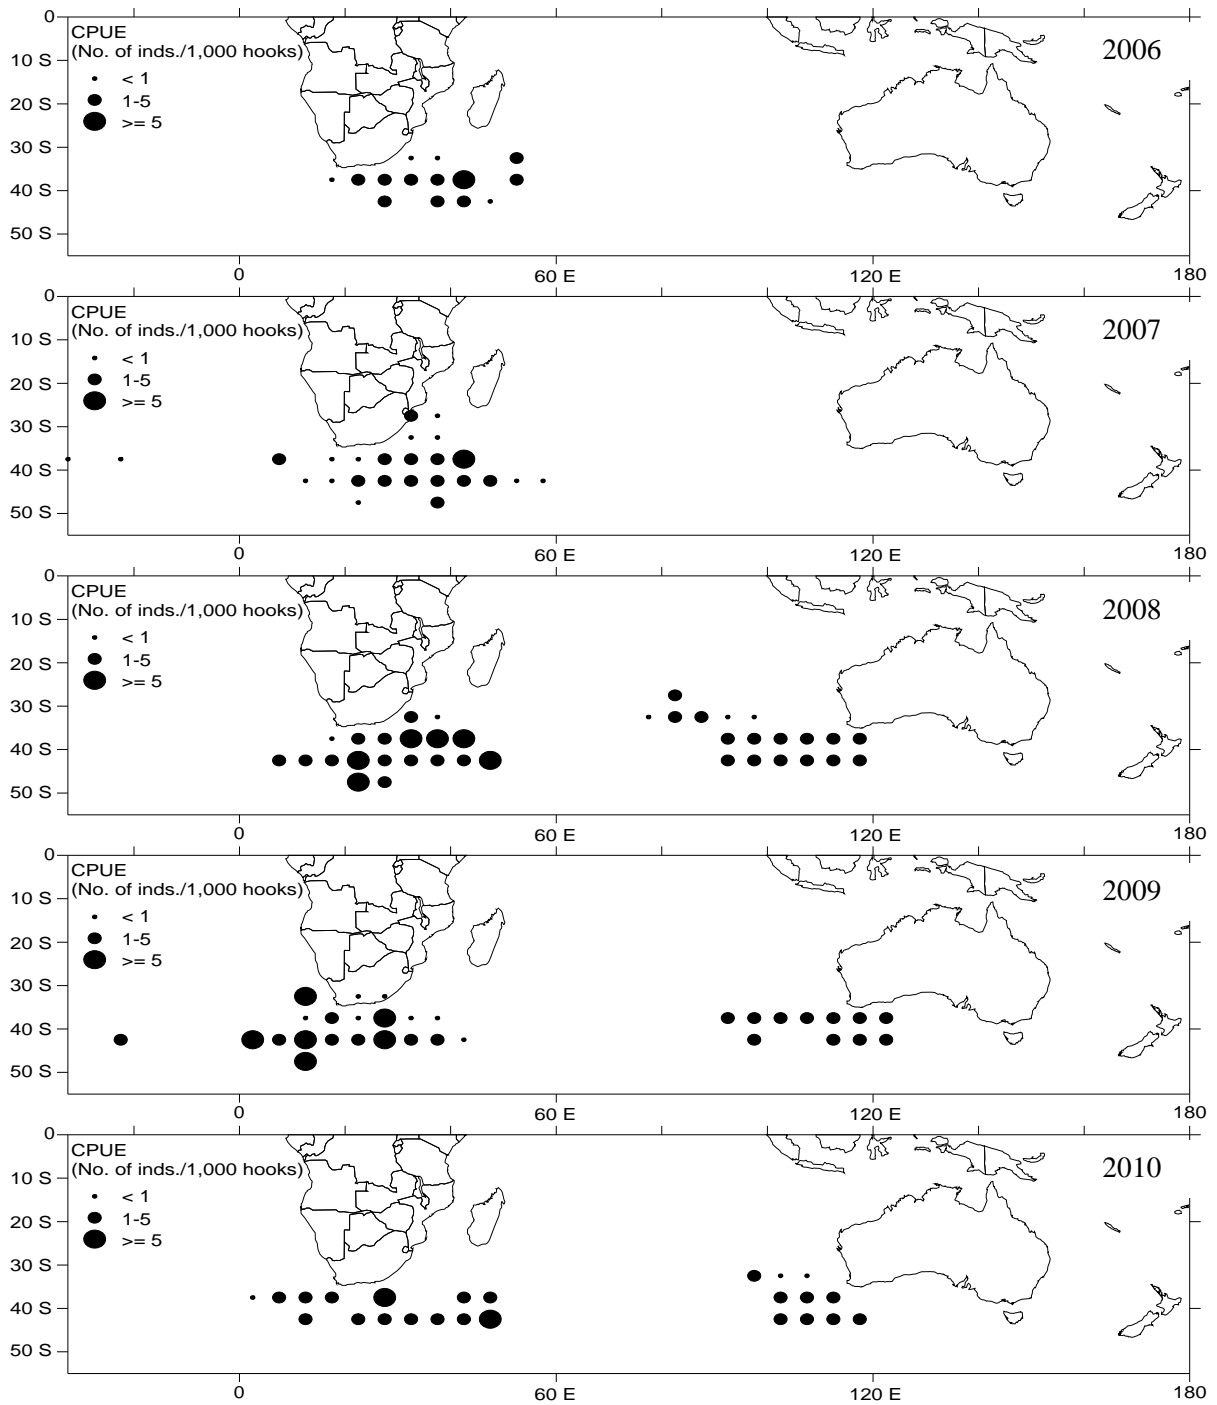 0
CPUE
2006
(No. of inds./1,000 hooks)
10 S
< 1
20 S
1-5
>= 5
30 S
40 S
50 S
0 60 E 120 E 180
0
CPUE
2007
(No. of inds./1,000 hooks)
10 S
< 1
20 S
1-5
>= 5
30 S
40 S
50 S
0 60 E 120 E 180
0
CPUE
2008
(No. of inds./1,000 hooks)
10 S
< 1
20 S
1-5
>= 5
30 S
40 S
50 S
0 60 E 120 E 180
0
CPUE
2009
(No. of inds./1,000 hooks)
10 S
< 1
20 S
1-5
>= 5
30 S
40 S
50 S
0 60 E 120 E 180
0
CPUE
2010
(No. of inds./1,000 hooks)
10 S
< 1
20 S
1-5
>= 5
30 S
40 S
50 S
0 60 E 120 E 180